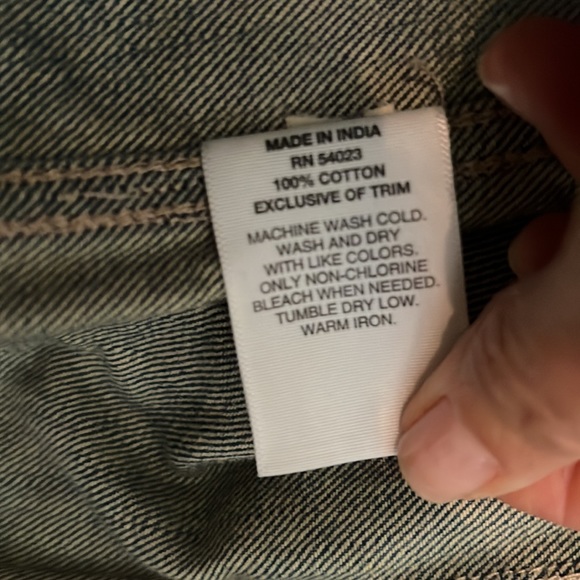 MADE IN INDIA
RN 54023
100% COTTON
EXCLUSIVE OF TRIM
MACHINE WASH COLD.
WASH AND DRY
WITH LIKE COLORS,
ONLY NON-CHLORINE
BLEACH WHEN NEEDED.
TUMBLE DRY LOW.
WARM IRON.